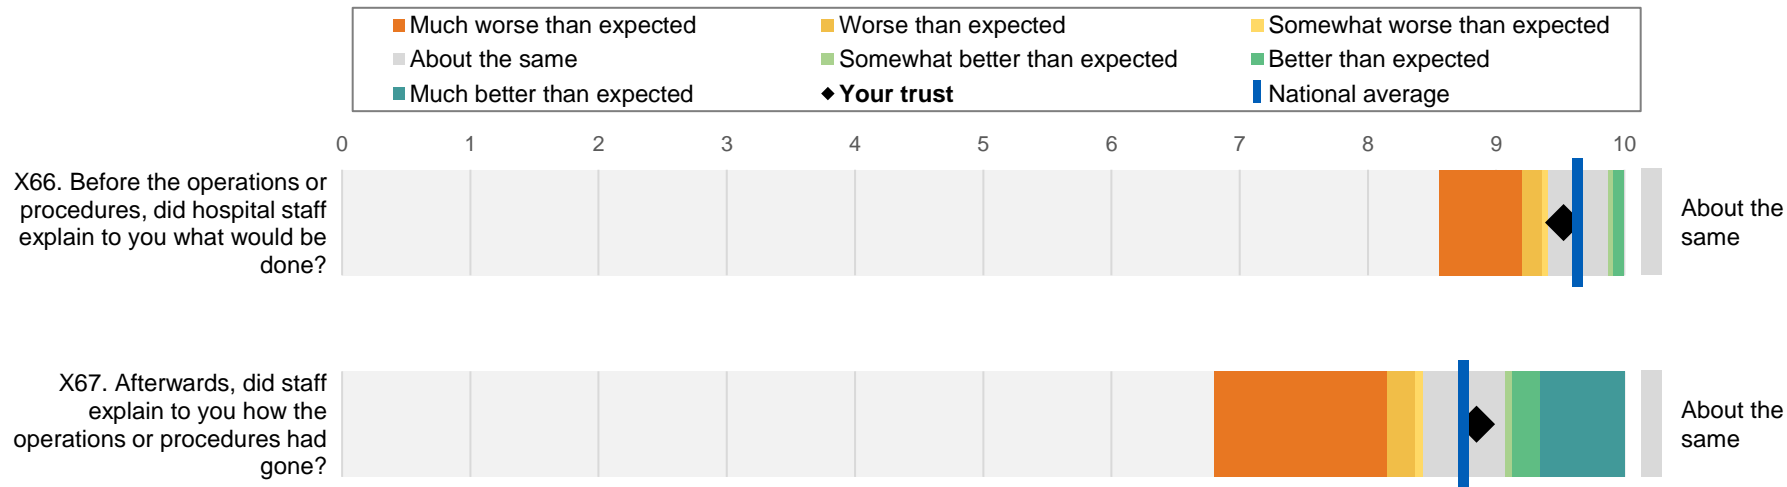 Much worse than expected
Worse than expected
Somewhat worse than expected
About the same
Somewhat better than expected
Better than expected
Much better than expected
Your trust
National average
0 1 2 3 4 5 6 7 8 9 10
X66. Before the operations or
procedures, did hospital staff
explain to you what would be
done?
About the
same
X67. Afterwards, did staff
explain to you how the
operations or procedures had
gone?
About the
same